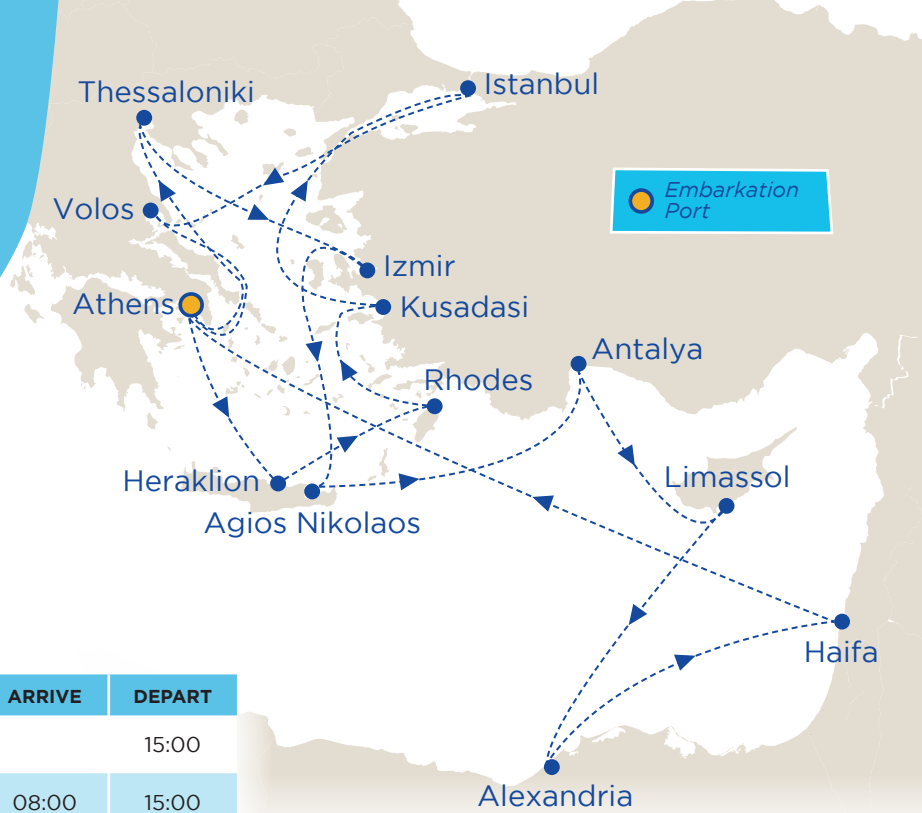 Istanbul
Thessaloniki
Embarkation
Port
Volos
Izmir
Athens
Kusadasi
Antalya
Rhodes
Limassol
Heraklion
Agios Nikolaos
Haifa
ARRIVE DEPART
15:00
08:00 15:00
Alexandria